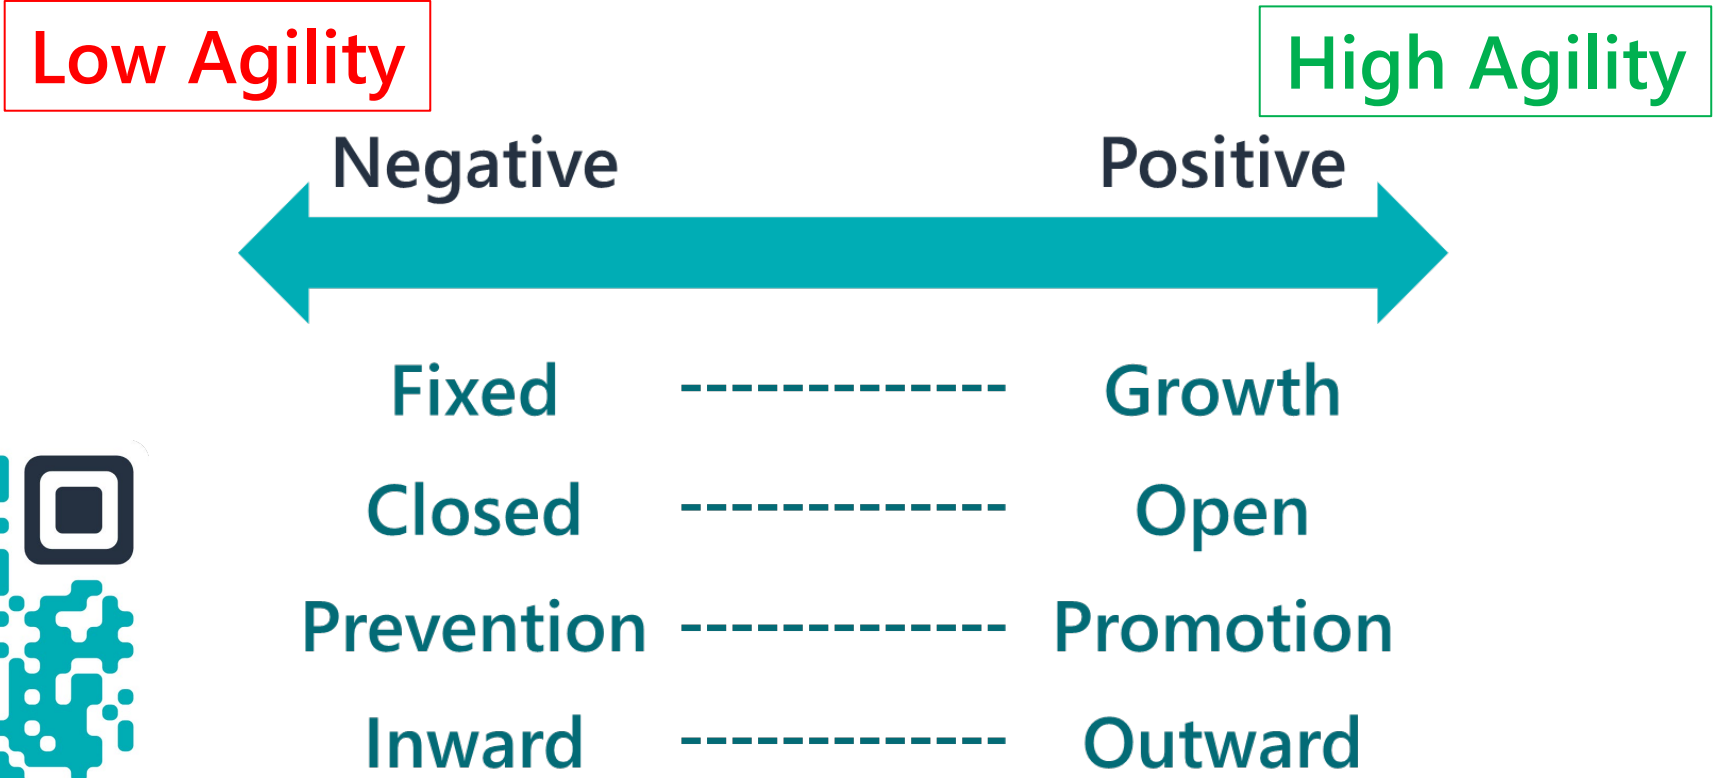 Low Agility
High Agility
Negative
Positive
Fixed ------------- Growth
Closed ------------- Open
Prevention ------------- Promotion
Inward ------------- Outward